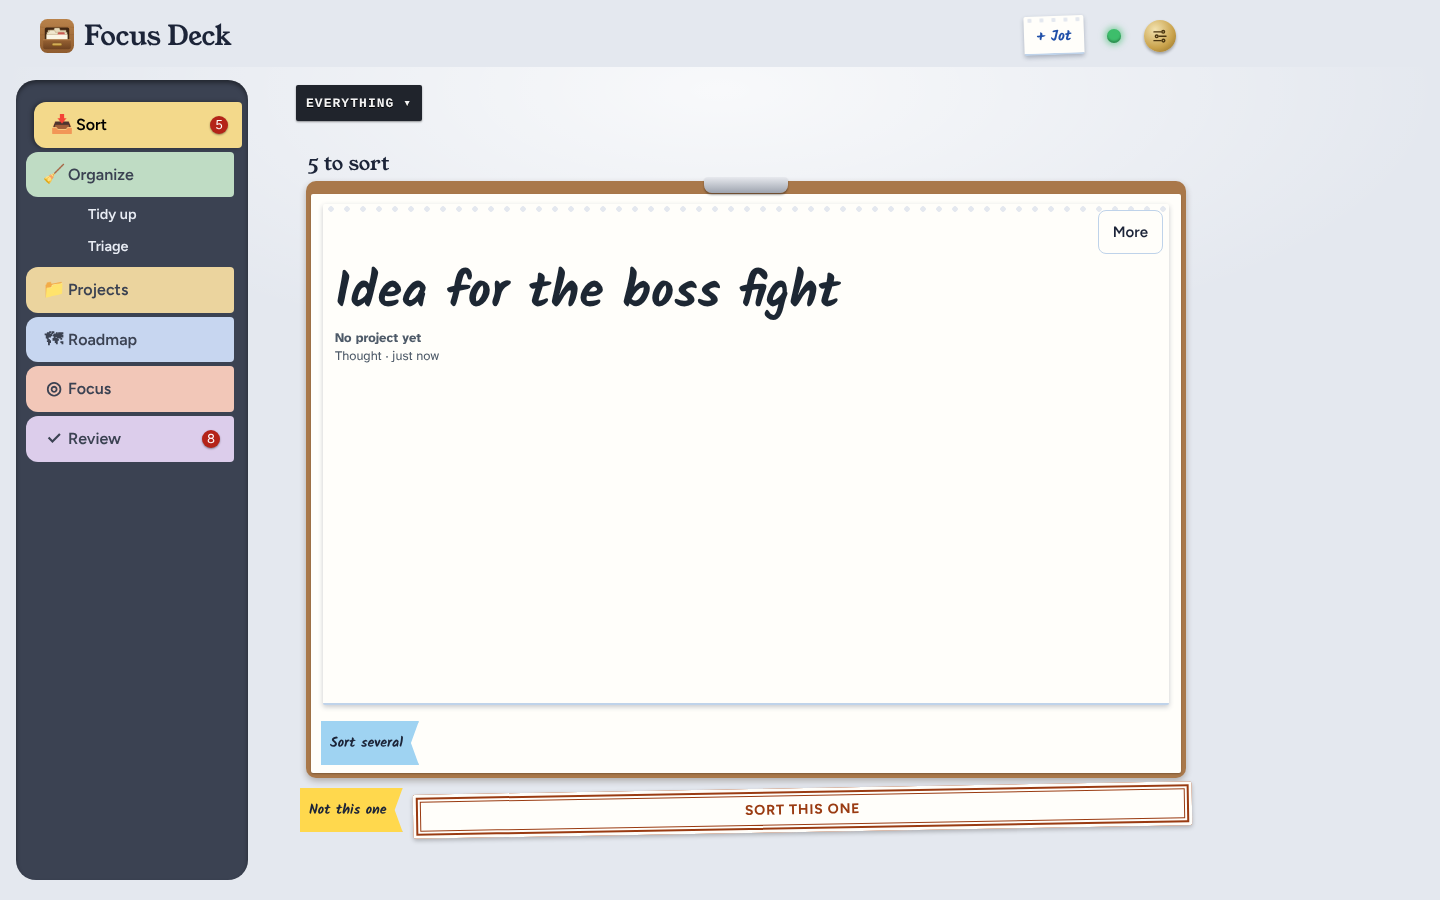 Focus Deck
+ Jot
Sort 5
Organize
Tidy up
Triage
Projects
Roadmap
Focus
Review 8
EVERYTHING ▾
5 to sort
More
Idea for the boss fight
No project yet
Thought · just now
Sort several
Not this one
SORT THIS ONE